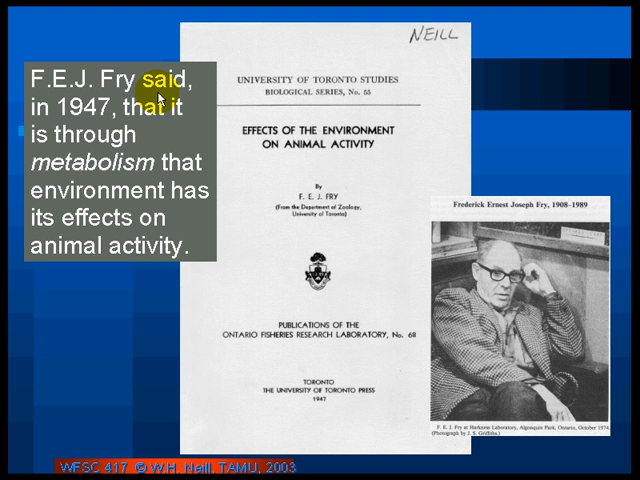 NEILL
F.E.J. Fry said,
in 1947, that it
is through
metabolism that
environment has
its effects on
animal activity.
UNIVERSITY OF TORONTO STUDIES
BIOLOGICAL SERIES, No. 55
EFFECTS OF THE ENVIRONMENT
ON ANIMAL ACTIVITY
By
F. E. J. FRY
(From the Department of Zoology,
University of Toronto)
PUBLICATIONS OF THE
ONTARIO FISHERIES RESEARCH LABORATORY, No. 68
TORONTO
THE UNIVERSITY OF TORONTO PRESS
1947
Frederick Ernest Joseph Fry, 1908–1989
F. E. J. Fry at Harkness Laboratory, Algonquin Park, Ontario, October 1974.
(Photograph by J. S. Griffiths.)
WFSC 417 © W.H. Neill, TAMU, 2003